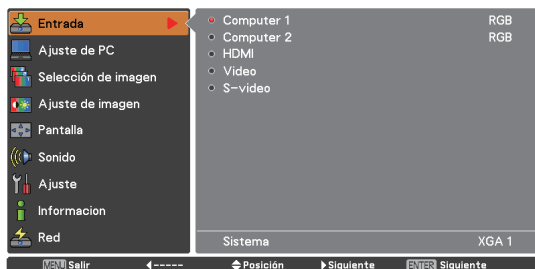 Entrada
Ajuste de PC
Selección de imagen
Ajuste de imagen
Pantalla
Sonido
Ajuste
Informacion
Red
Computer 1 RGB
Computer 2 RGB
HDMI
Video
S-video
Sistema XGA 1
MENU Salir ----- Posición Siguiente ENTER Siguiente